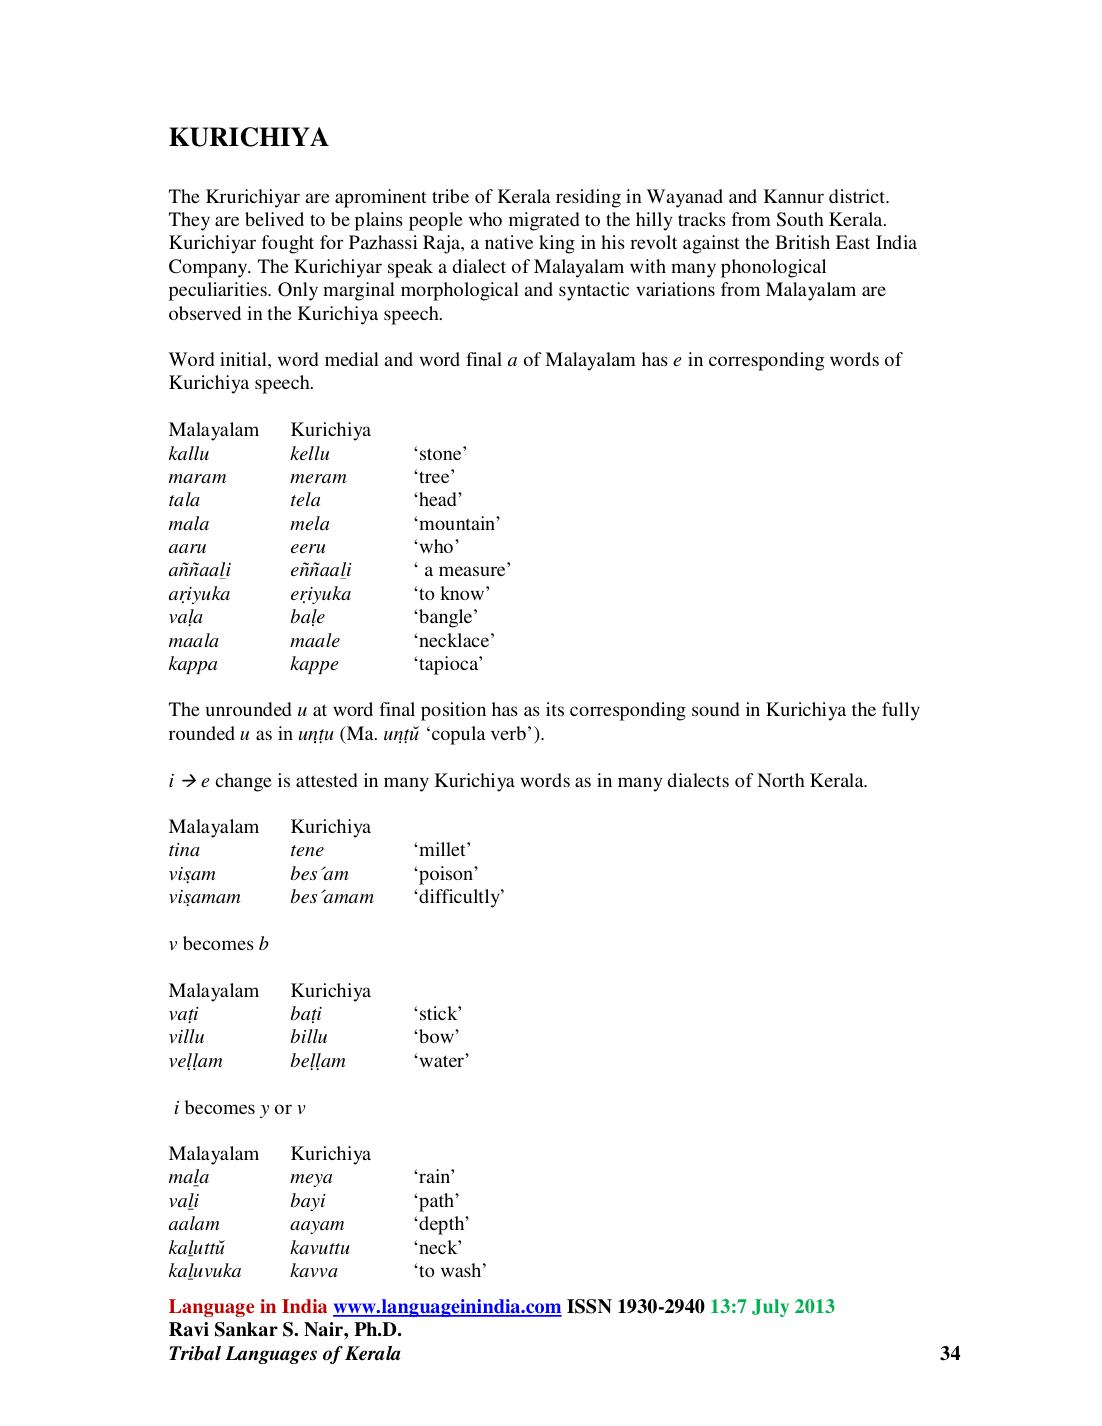 KURICHIYA
The Krurichiyar are aprominent tribe of Kerala residing in Wayanad and Kannur district.
They are belived to be plains people who migrated to the hilly tracks from South Kerala.
Kurichiyar fought for Pazhassi Raja, a native king in his revolt against the British East India
Company. The Kurichiyar speak a dialect of Malayalam with many phonological
peculiarities. Only marginal morphological and syntactic variations from Malayalam are
observed in the Kurichiya speech.
Word initial, word medial and word final a of Malayalam has e in corresponding words of
Kurichiya speech.
Malayalam Kurichiya
kallu kellu ‘stone’
maram meram ‘tree’
tala tela ‘head’
mala mela ‘mountain’
aaru eeru ‘who’
aññaaḻi eññaaḻi ‘ a measure’
aṛiyuka eṛiyuka ‘to know’
vaḷa baḷe ‘bangle’
maala maale ‘necklace’
kappa kappe ‘tapioca’
The unrounded u at word final position has as its corresponding sound in Kurichiya the fully
rounded u as in uṇṭu (Ma. uṇṭŭ ‘copula verb’).
i → e change is attested in many Kurichiya words as in many dialects of North Kerala.
Malayalam Kurichiya
tina tene ‘millet’
viṣam bes´am ‘poison’
viṣamam bes´amam ‘difficultly’
v becomes b
Malayalam Kurichiya
vaṭi baṭi ‘stick’
villu billu ‘bow’
veḷḷam beḷḷam ‘water’
i becomes y or v
Malayalam Kurichiya
maḻa meya ‘rain’
vaḻi bayi ‘path’
aalam aayam ‘depth’
kaḻuttŭ kavuttu ‘neck’
kaḻuvuka kavva ‘to wash’
Language in India www.languageinindia.com ISSN 1930-2940 13:7 July 2013
Ravi Sankar S. Nair, Ph.D.
Tribal Languages of Kerala 34